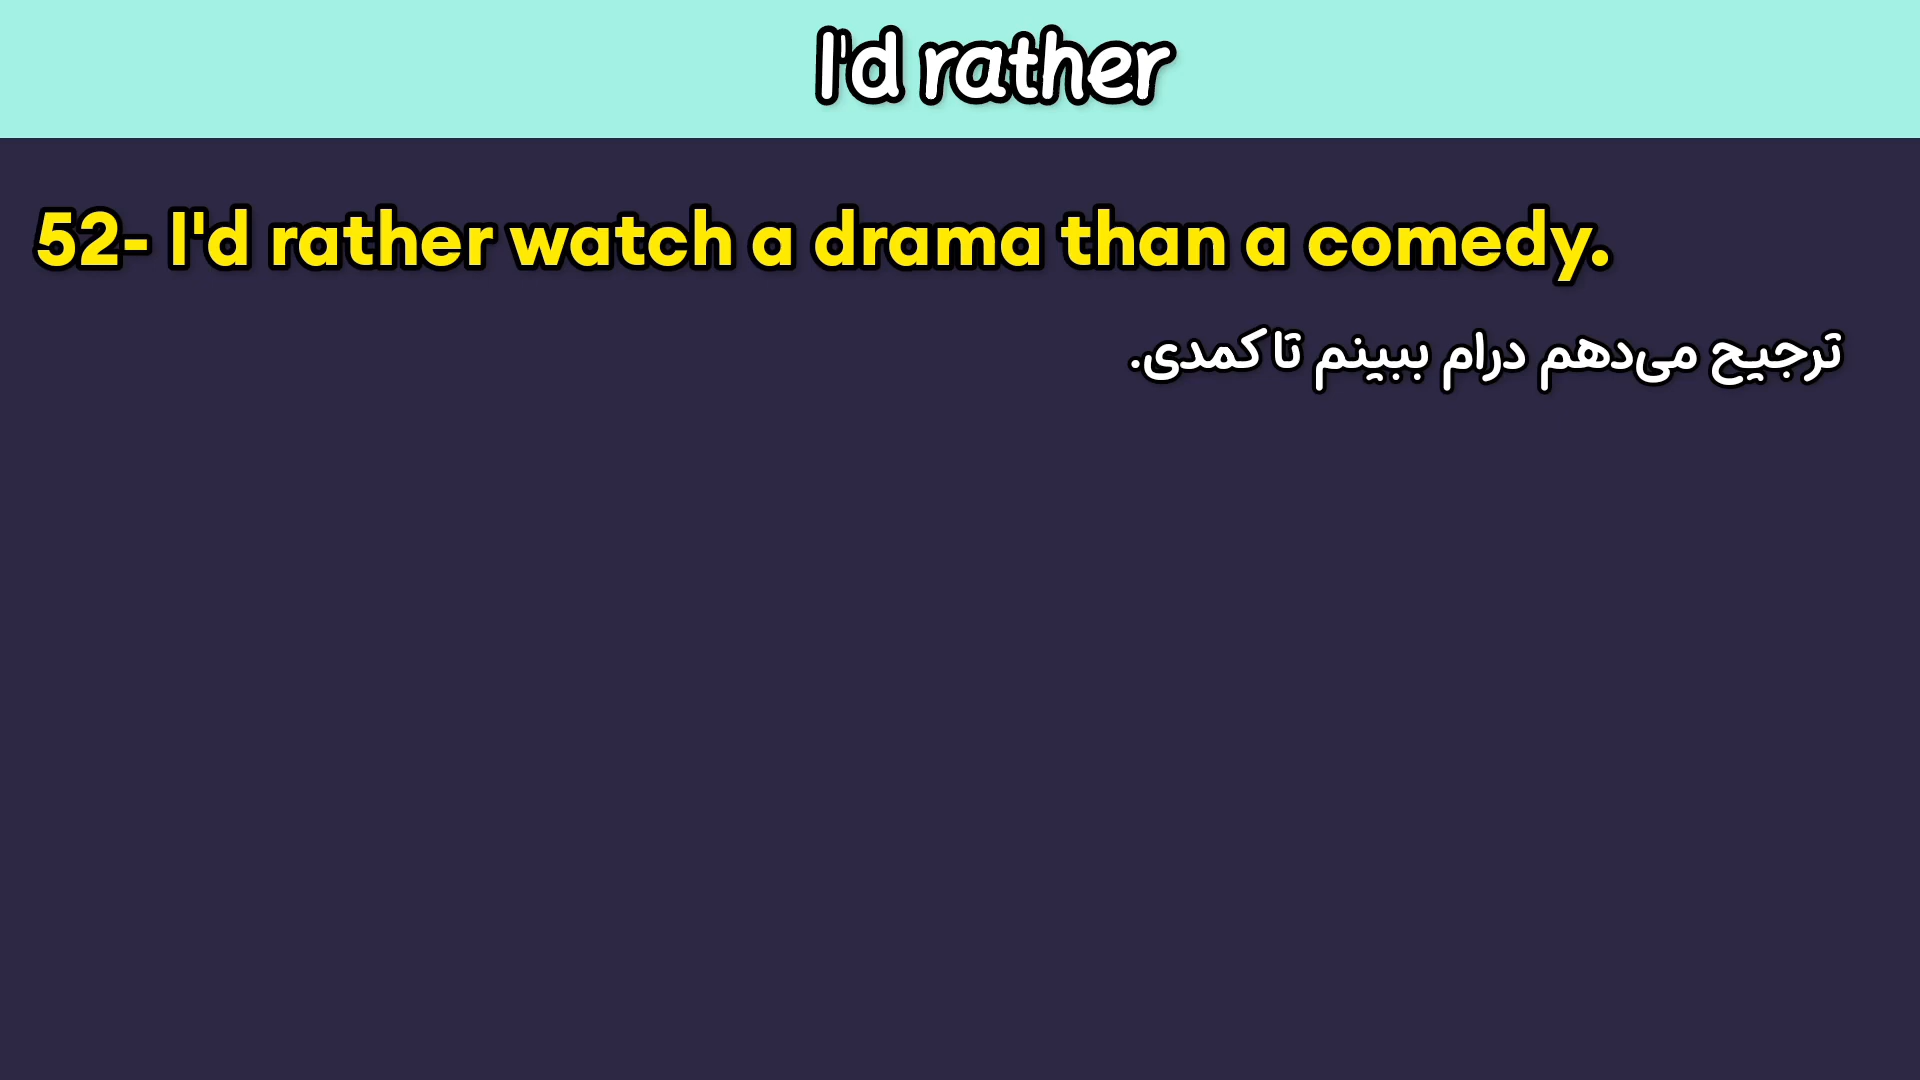 I'd rather
52- I'd rather watch a drama than a comedy.
ترجیح می‌دهم درام ببینم تا کمدی.